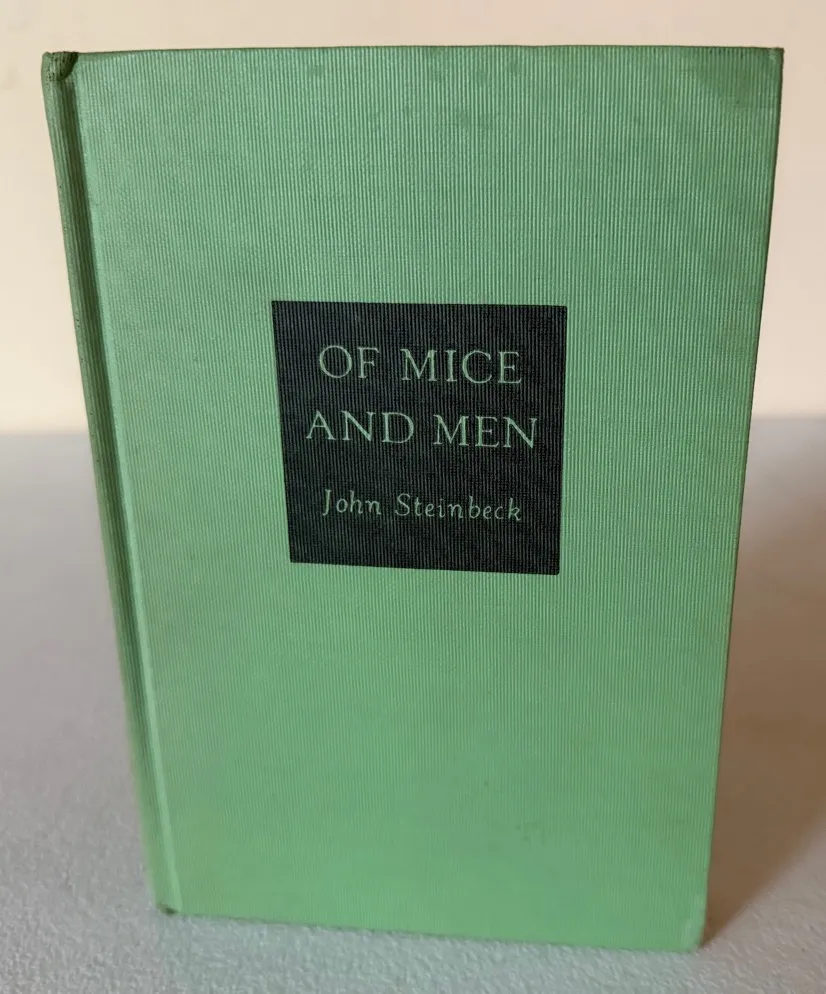 OF MICE
AND MEN
John Steinbeck